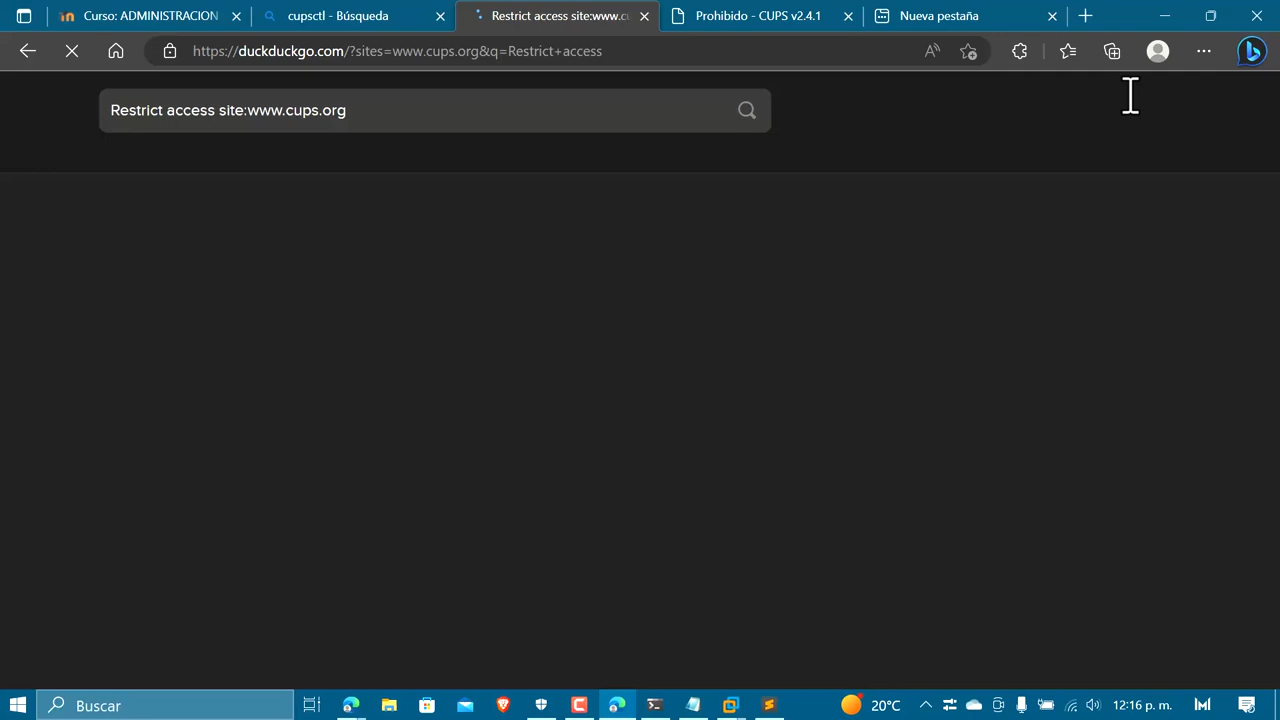 Curso: ADMINISTRACION
cupsctl - Búsqueda
Restrict access site:www.cu
Prohibido - CUPS v2.4.1
Nueva pestaña
https://duckduckgo.com/?sites=www.cups.org&q=Restrict+access
Restrict access site:www.cups.org
Buscar
20°C
12:16 p. m.